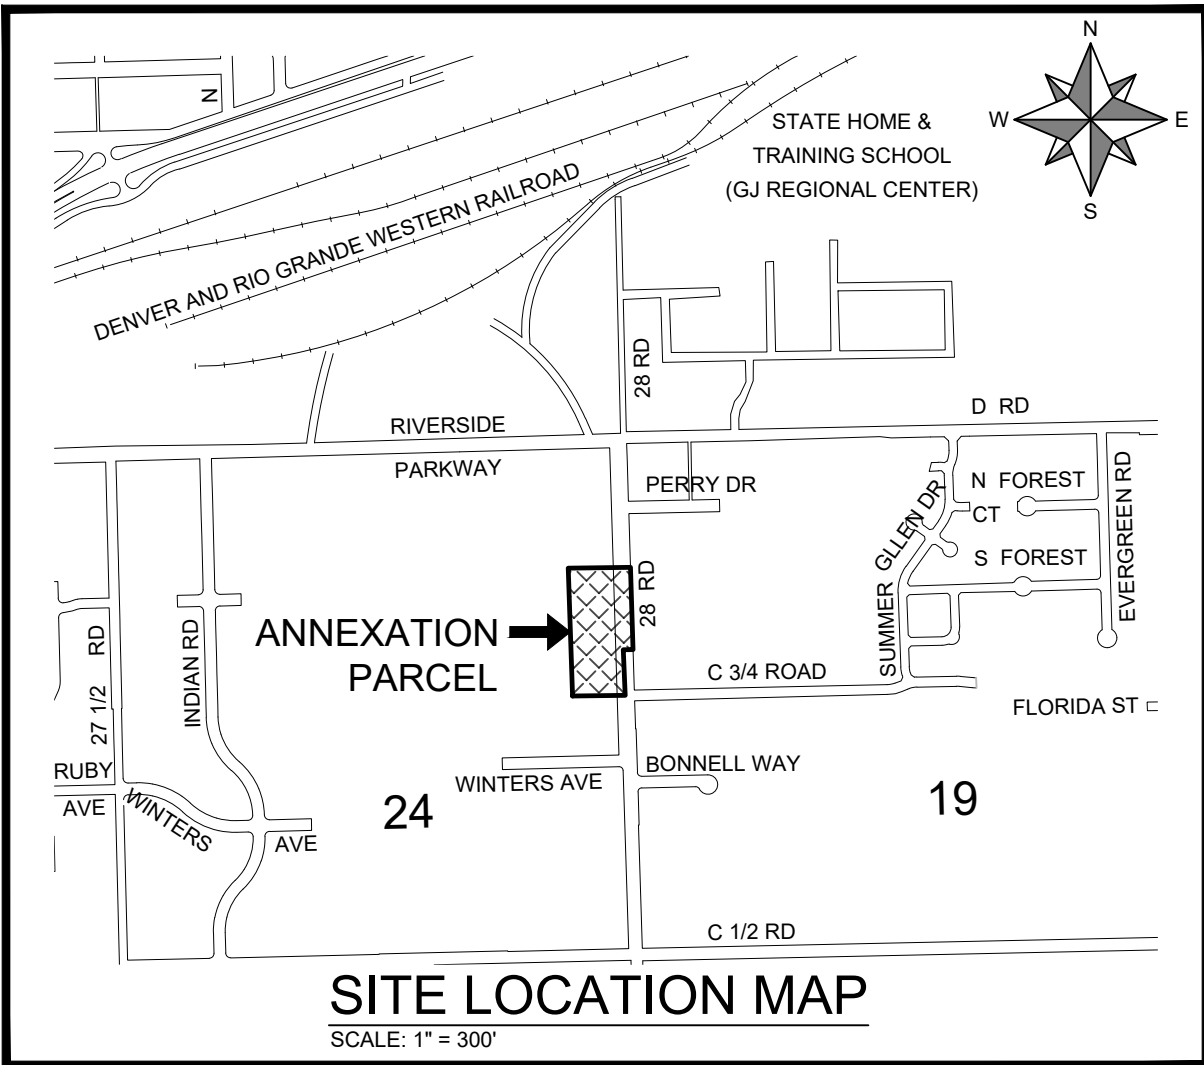 N
N
W
E
S
STATE HOME &
TRAINING SCHOOL
(GJ REGIONAL CENTER)
DENVER AND RIO GRANDE WESTERN RAILROAD
28 RD
D RD
RIVERSIDE
PARKWAY
PERRY DR
N FOREST
CT
S FOREST
EVERGREEN RD
SUMMER GLLEN DR
28 RD
ANNEXATION
PARCEL
27 1/2 RD
INDIAN RD
C 3/4 ROAD
FLORIDA ST
RUBY
AVE
WINTERS
AVE
WINTERS AVE
BONNELL WAY
24
19
C 1/2 RD
SITE LOCATION MAP
SCALE: 1" = 300'